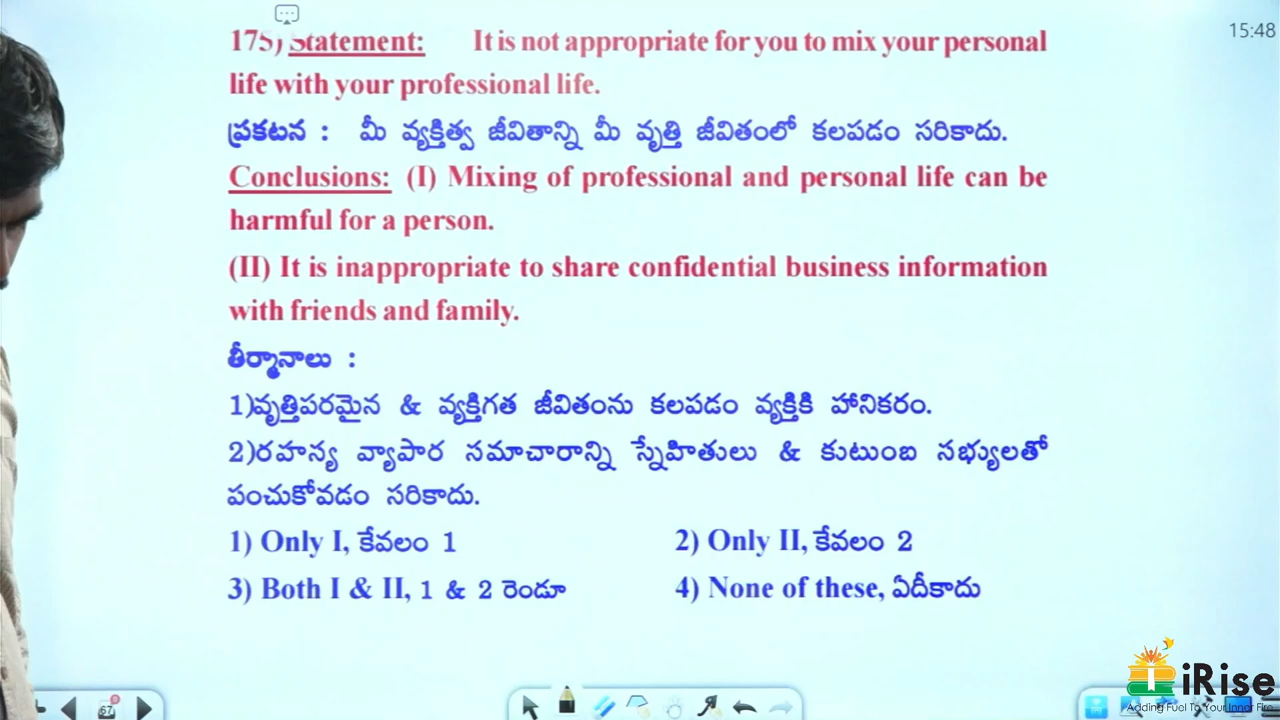 15:48
175) Statement: It is not appropriate for you to mix your personal
life with your professional life.
ప్రకటన : మీ వ్యక్తిత్వ జీవితాన్ని మీ వృత్తి జీవితంలో కలపడం సరికాదు.
Conclusions: (I) Mixing of professional and personal life can be
harmful for a person.
(II) It is inappropriate to share confidential business information
with friends and family.
తీర్మానాలు :
1)వృత్తిపరమైన & వ్యక్తిగత జీవితంను కలపడం వ్యక్తికి హానికరం.
2)రహస్య వ్యాపార సమాచారాన్ని స్నేహితులు & కుటుంబ సభ్యులతో
పంచుకోవడం సరికాదు.
1) Only I, కేవలం 1 2) Only II, కేవలం 2
3) Both I & II, 1 & 2 రెండూ 4) None of these, ఏదీకాదు
67
iRise
Adding Fuel To Your Inner Fire